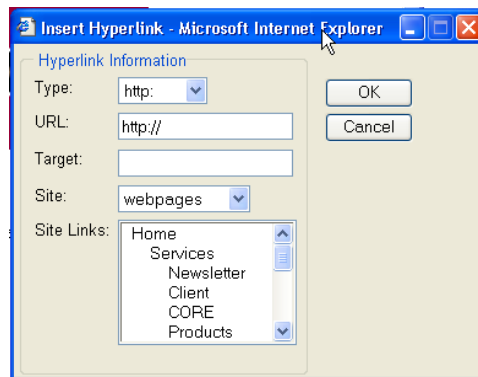 Insert Hyperlink - Microsoft Internet Explorer
Hyperlink Information
Type: http:
OK
URL: http://
Cancel
Target:
Site: webpages
Site Links: Home
Services
Newsletter
Client
CORE
Products